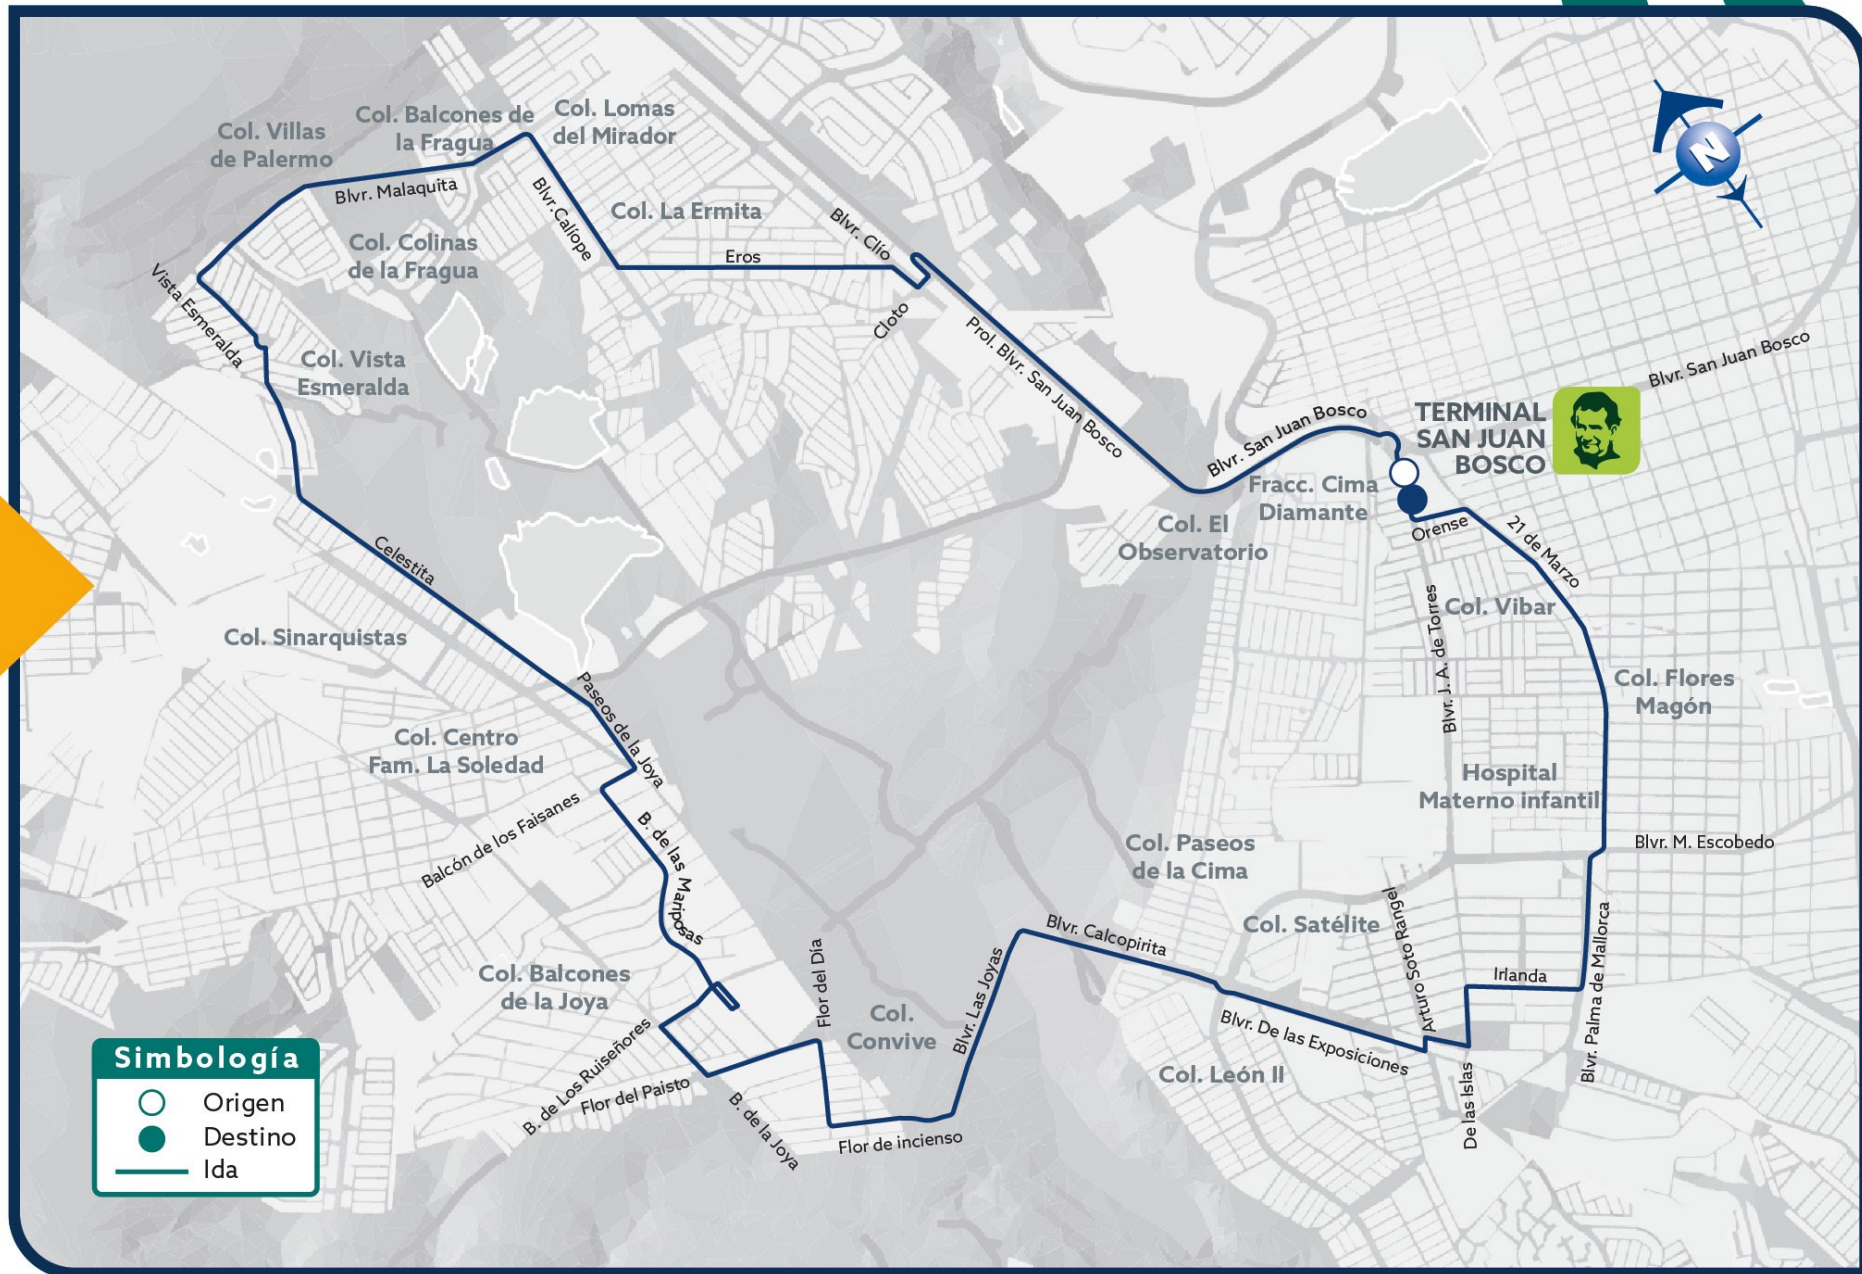 Col. Villas
de Palermo
Col. Balcones de
la Fragua
Col. Lomas
del Mirador
Blvr. Malaquita
Blvr.Calíope
Col. La Ermita
Blvr. Clío
Eros
Col. Colinas
de la Fragua
Vista Esmeralda
Cloto
Prol. Blvr. San Juan Bosco
Col. Vista
Esmeralda
N
Blvr. San Juan Bosco
TERMINAL
SAN JUAN
BOSCO
Blvr. San Juan Bosco
Fracc. Cima
Diamante
Col. El
Observatorio
Orense
21 de Marzo
Celestita
Col. Vibar
Blvr. J. A. de Torres
Col. Sinarquistas
Paseos de la Joya
Col. Flores
Magón
Col. Centro
Fam. La Soledad
Hospital
Materno infantil
Balcón de los Faisanes
B. de las Mariposas
Col. Paseos
de la Cima
Blvr. M. Escobedo
Col. Satélite
Arturo Soto Rangel
Blvr. Calcopirita
Flor del Día
Blvr. Las Joyas
Col. Balcones
de la Joya
Col.
Convive
Irlanda
Blvr. Palma de Mallorca
Blvr. De las Exposiciones
Col. León II
De las Islas
B. de Los Ruiseñores
Flor del Paisto
B. de la Joya
Flor de incienso
Simbología
Origen
Destino
Ida